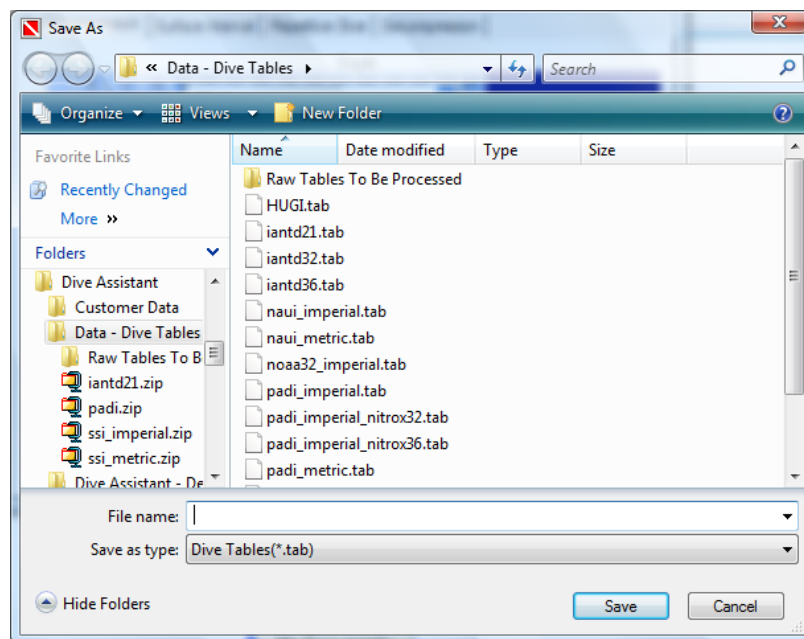 Save As
« Data - Dive Tables
Search
Organize Views New Folder
Favorite Links
Recently Changed
More »
Folders
Dive Assistant
Customer Data
Data - Dive Tables
Raw Tables To B
iantd21.zip
padi.zip
ssi_imperial.zip
ssi_metric.zip
Dive Assistant - De
Name Date modified Type Size
Raw Tables To Be Processed
HUGI.tab
iantd21.tab
iantd32.tab
iantd36.tab
naui_imperial.tab
naui_metric.tab
noaa32_imperial.tab
padi_imperial.tab
padi_imperial_nitrox32.tab
padi_imperial_nitrox36.tab
padi_metric.tab
File name:
Save as type: Dive Tables(*.tab)
Hide Folders
Save Cancel